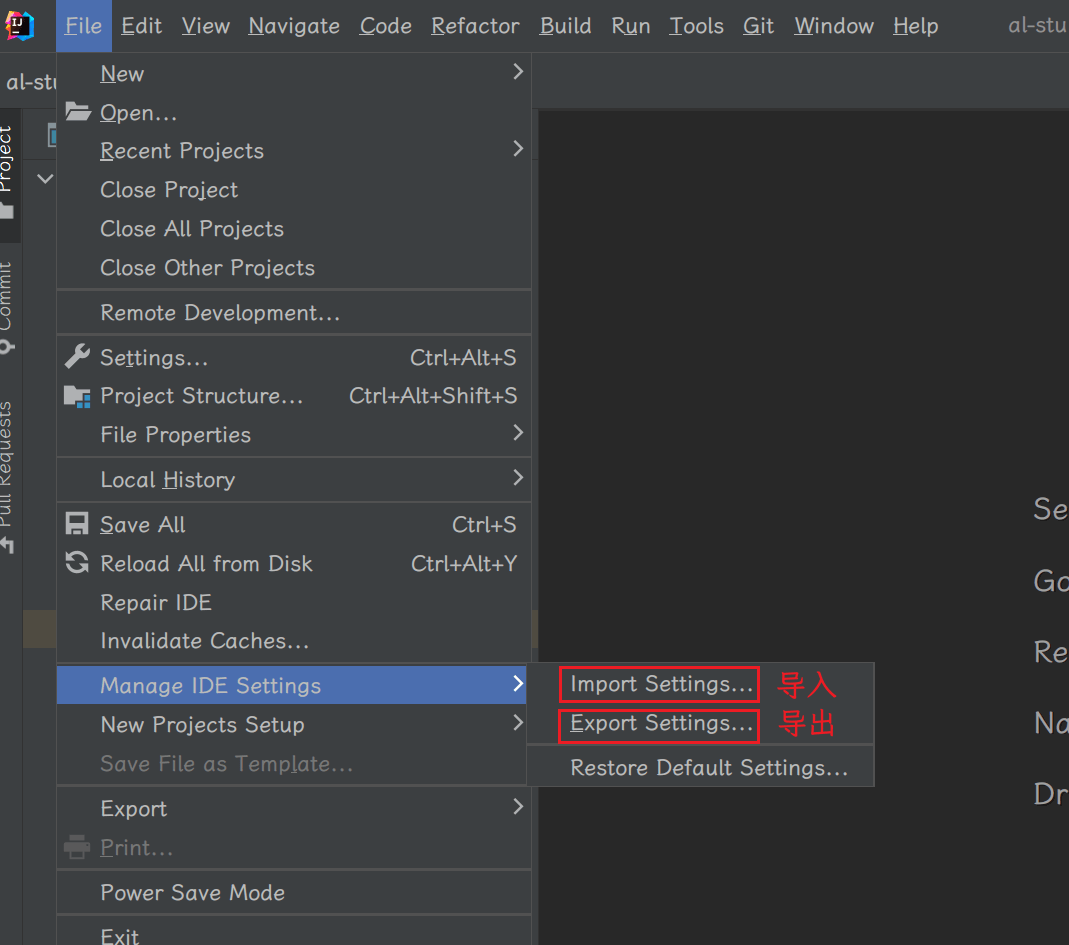 File Edit View Navigate Code Refactor Build Run Tools Git Window Help al-stu
al-stu
New
Open...
Recent Projects
Close Project
Close All Projects
Close Other Projects
Remote Development...
Settings... Ctrl+Alt+S
Project Structure... Ctrl+Alt+Shift+S
File Properties
Local History
Save All Ctrl+S
Reload All from Disk Ctrl+Alt+Y
Repair IDE
Invalidate Caches...
Manage IDE Settings
New Projects Setup
Save File as Template...
Export
Print...
Power Save Mode
Exit
Import Settings... 导入
Export Settings... 导出
Restore Default Settings...
Project
Commit
Pull Requests
Se
Go
Re
Na
Dr